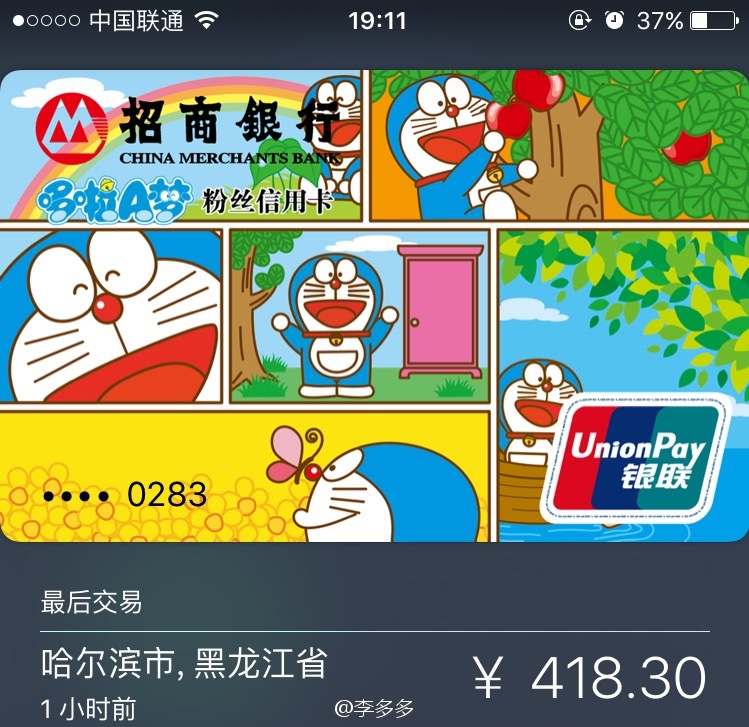 中国联通 19:11 37%
招商銀行
CHINA MERCHANTS BANK
哆啦A梦 粉丝信用卡
UnionPay
银联
•••• 0283
最后交易
哈尔滨市, 黑龙江省
¥ 418.30
1 小时前
@李多多